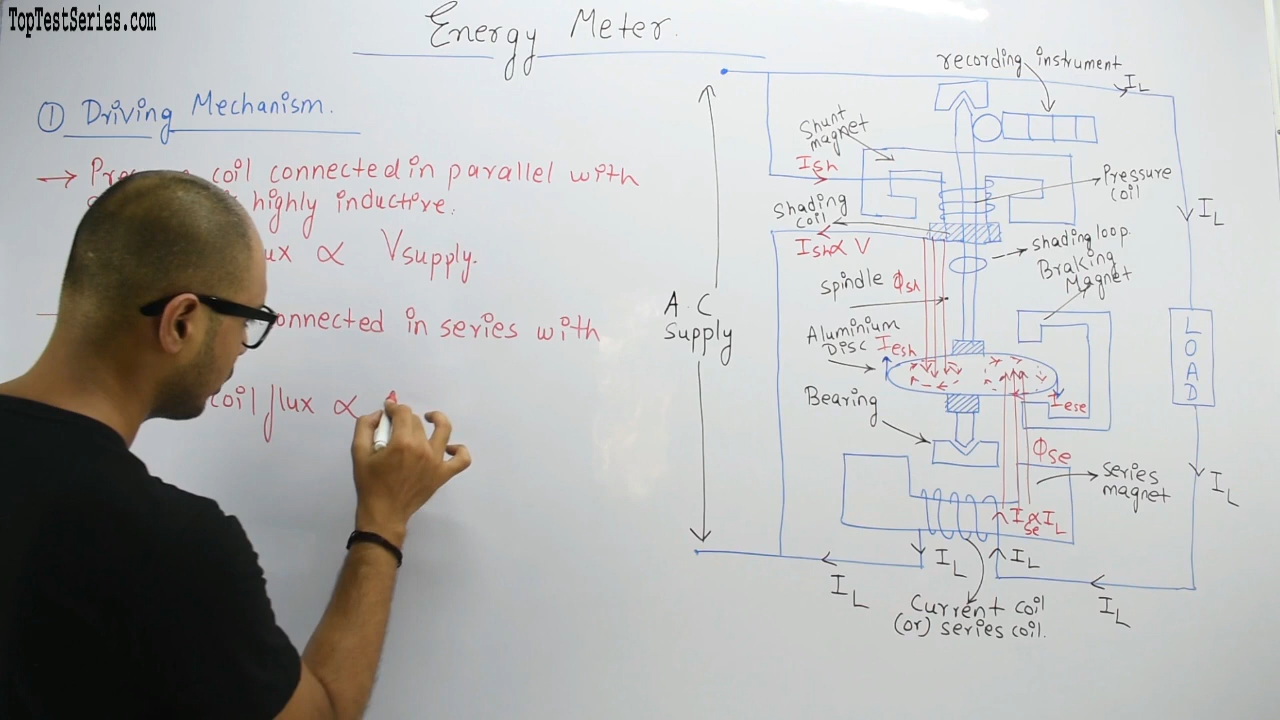 TopTestSeries.com
Energy Meter.
① Driving Mechanism.
→ coil connected in parallel with
highly inductive.
∝ Vsupply.
connected in series with
coil flux ∝
recording instrument
IL
Shunt
magnet
Ish
Pressure
coil
Shading
coil
Ish ∝ V
IL
shading loop.
Braking
Magnet
spindle
Φsh
A.C
Supply
Aluminium
Disc
Iesh
LOAD
Bearing
Iese
Φse
series
magnet
IL
Ise ∝ IL
IL
IL
IL
IL
Current coil
(or) series coil.